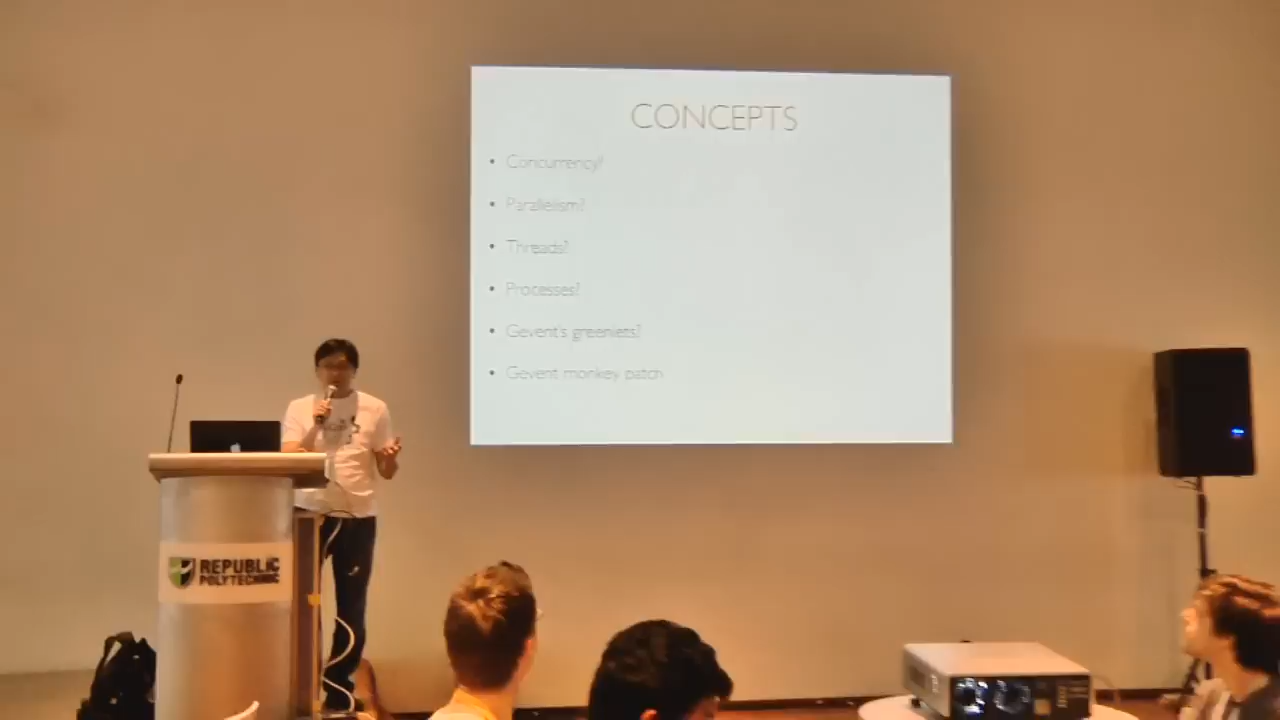 CONCEPTS
• Concurrency?
• Parallelism?
• Threads?
• Processes?
• Gevent's greenlets?
• Gevent monkey patch
REPUBLIC
POLYTECHNIC